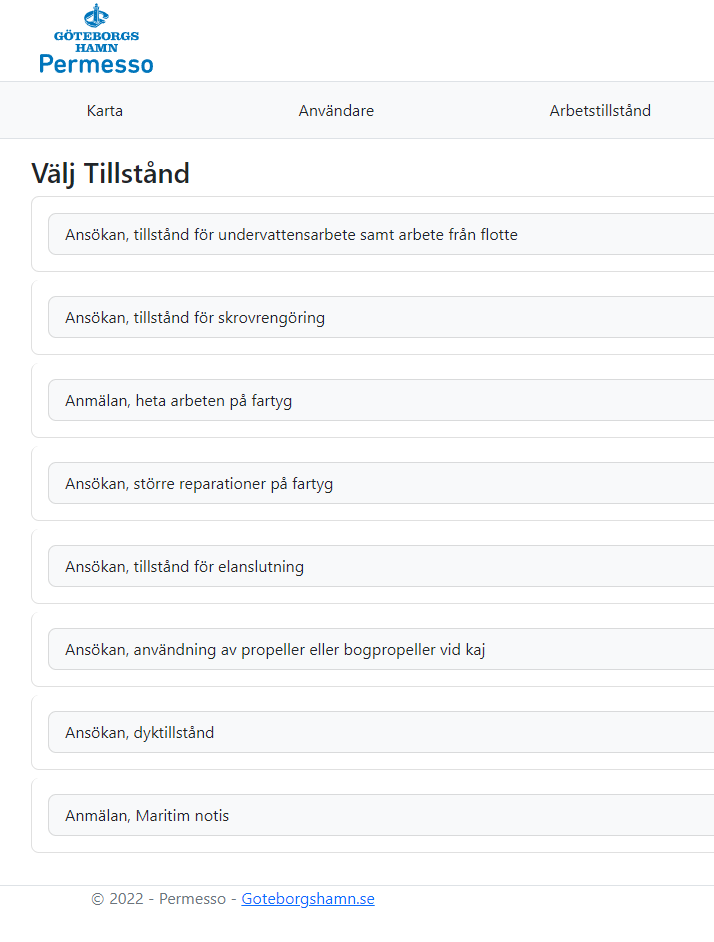 GÖTEBORGS
HAMN
Permesso
Karta Användare Arbetstillstånd
Välj Tillstånd
Ansökan, tillstånd för undervattensarbete samt arbete från flotte
Ansökan, tillstånd för skrovrengöring
Anmälan, heta arbeten på fartyg
Ansökan, större reparationer på fartyg
Ansökan, tillstånd för elanslutning
Ansökan, användning av propeller eller bogpropeller vid kaj
Ansökan, dyktillstånd
Anmälan, Maritim notis
© 2022 - Permesso - Goteborgshamn.se